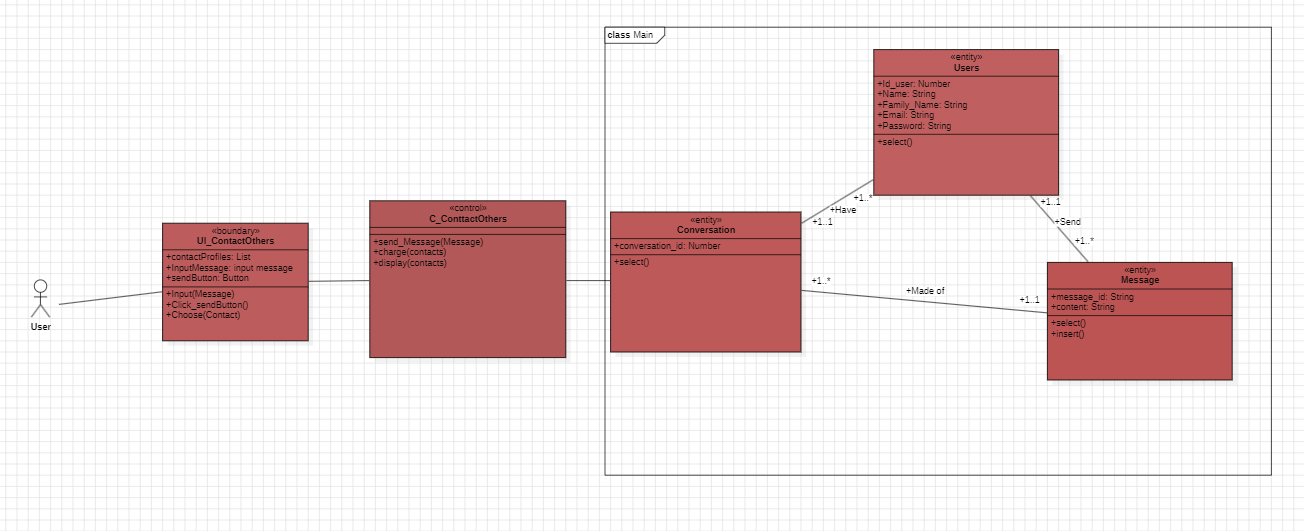 class Main
«entity»
Users
+Id_user: Number
+Name: String
+Family_Name: String
+Email: String
+Password: String
+select()
+1..*
+Have
+1..1
+1..1
+Send
+1..*
«boundary»
UI_ContactOthers
+contactProfiles: List
+InputMessage: input message
+sendButton: Button
+Input(Message)
+Click_sendButton()
+Choose(Contact)
«control»
C_ConttactOthers
+send_Message(Message)
+charge(contacts)
+display(contacts)
«entity»
Conversation
+conversation_id: Number
+select()
+1..*
+Made of
+1..1
«entity»
Message
+message_id: String
+content: String
+select()
+insert()
User